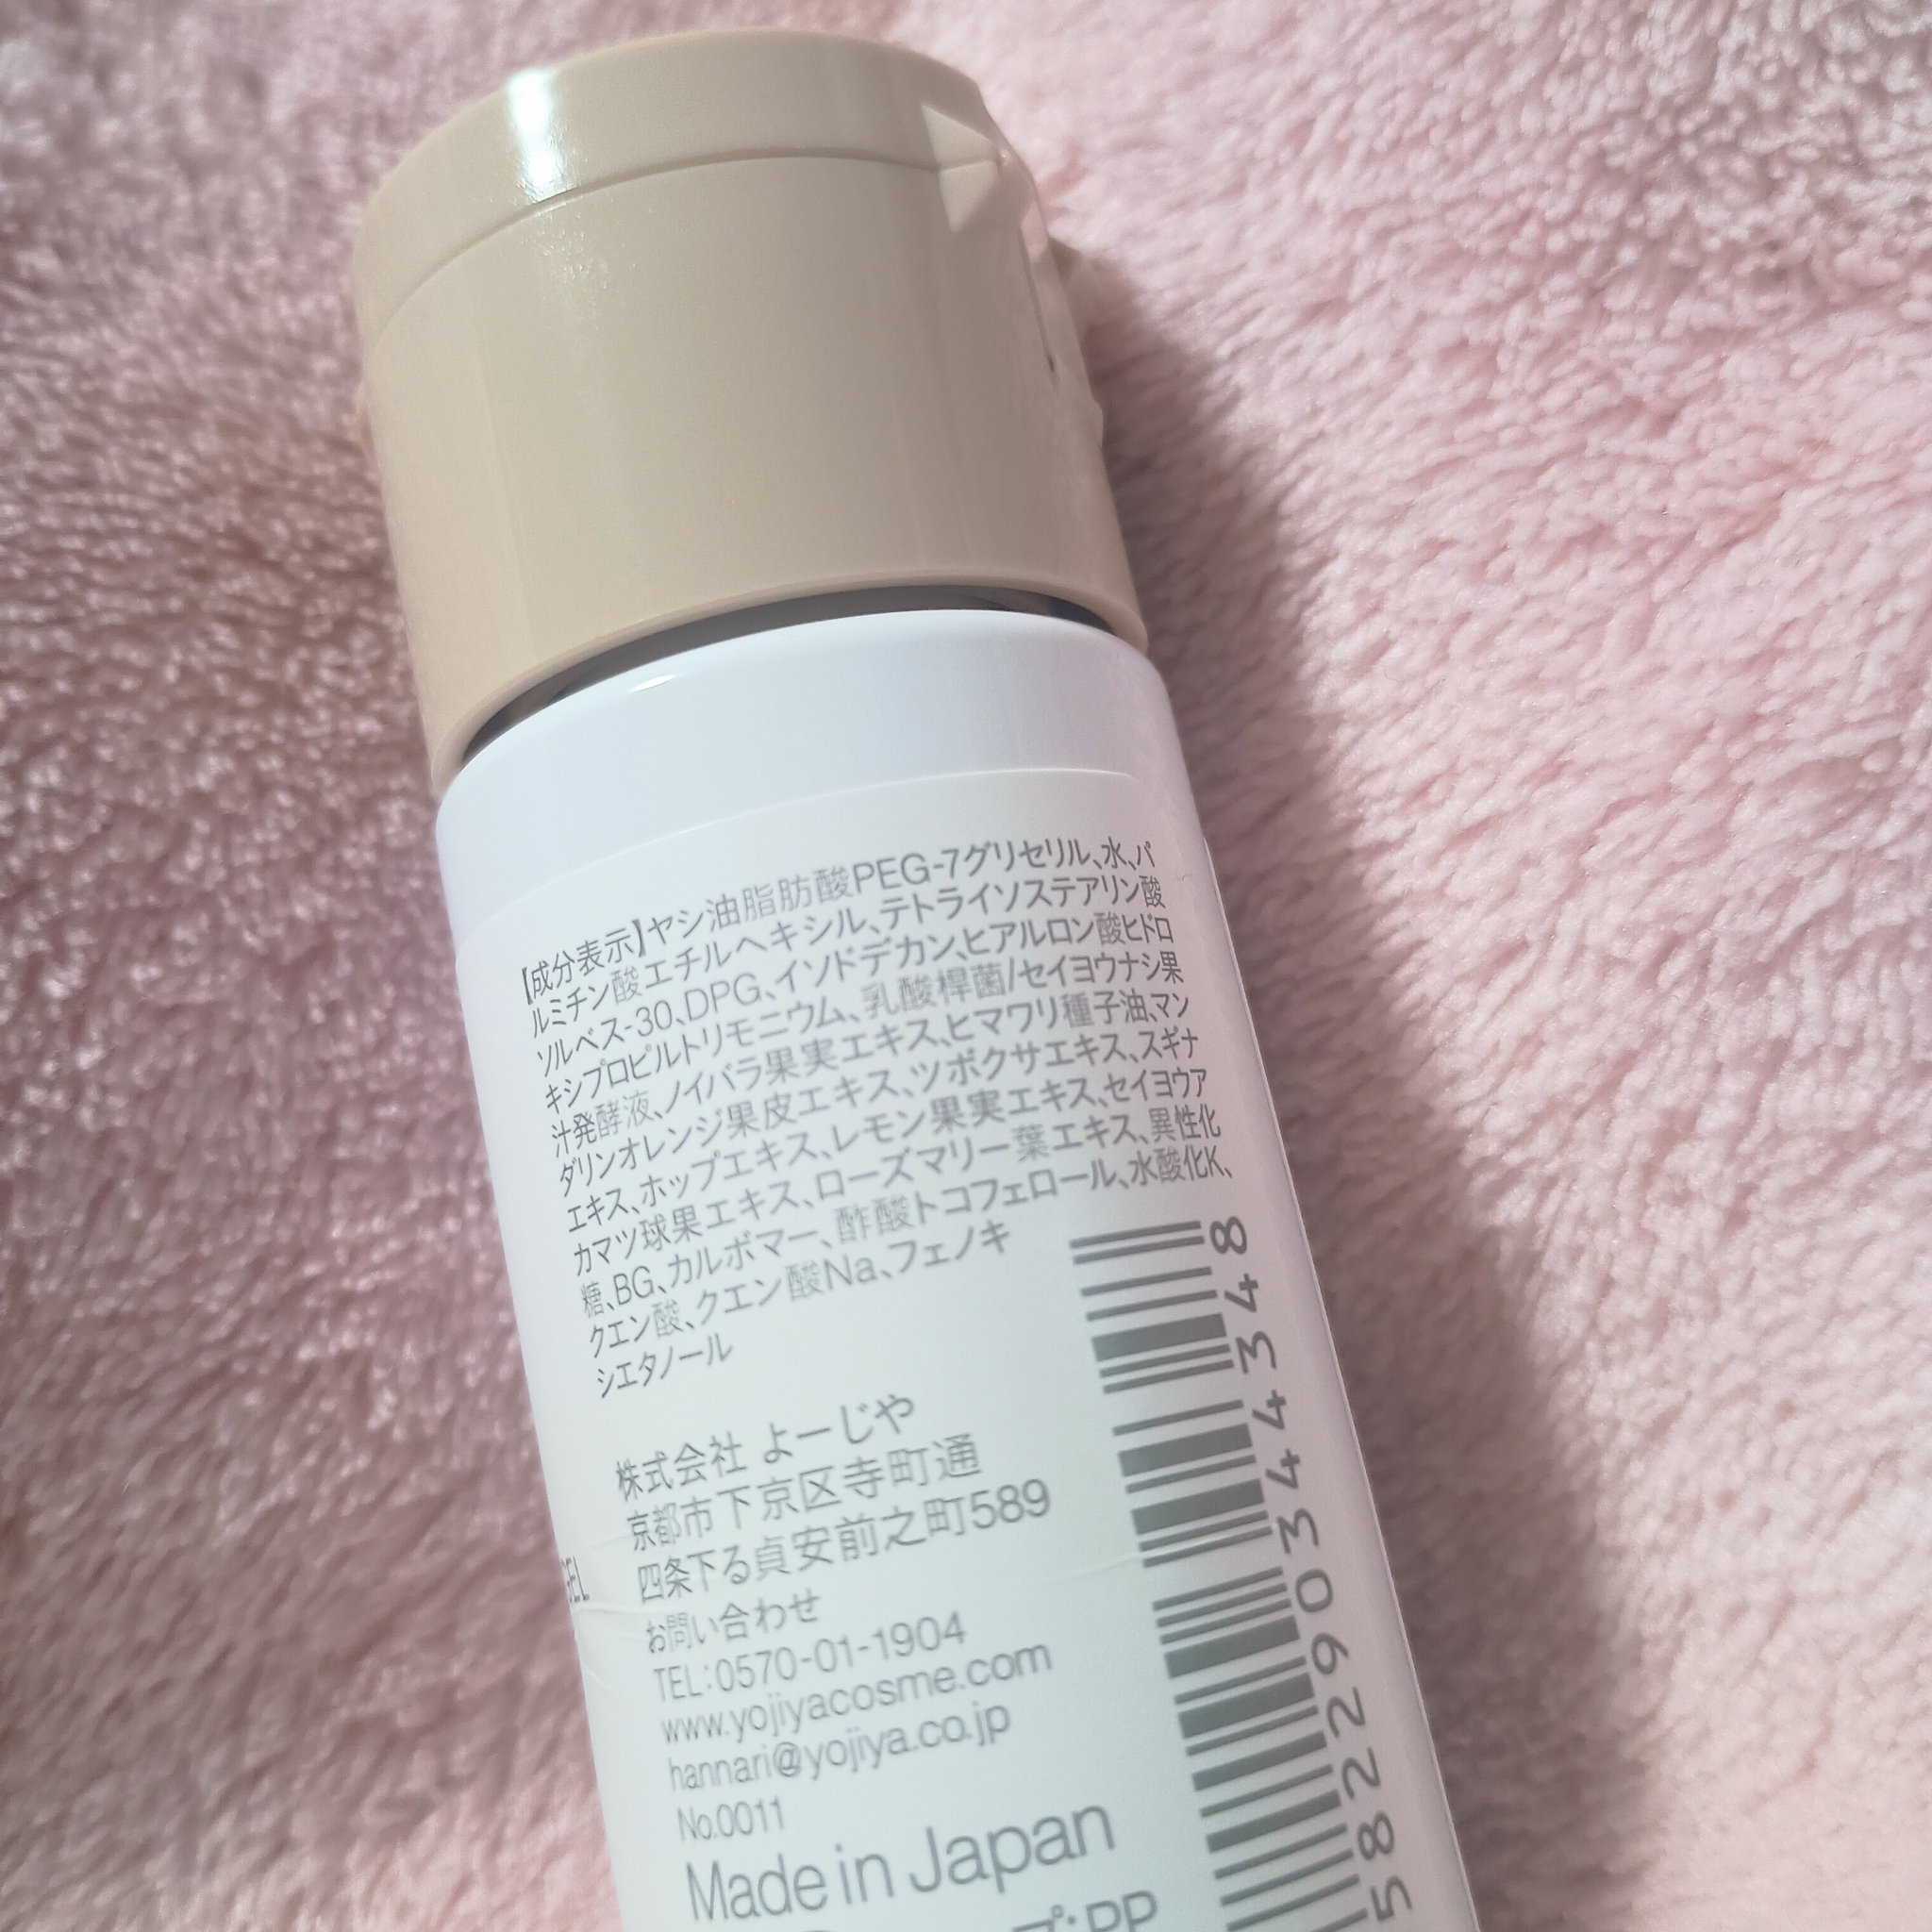 【成分表示】ヤシ油脂肪酸PEG-7グリセリル、水、パ
ルミチン酸エチルヘキシル、テトライソステアリン酸
ソルベス-30、DPG、イソドデカン、ヒアルロン酸ヒドロ
キシプロピルトリモニウム、乳酸桿菌/セイヨウナシ果
汁発酵液、ノイバラ果実エキス、ヒマワリ種子油、マン
ダリンオレンジ果皮エキス、ツボクサエキス、スギナ
エキス、ホップエキス、レモン果実エキス、セイヨウア
カマツ球果エキス、ローズマリー葉エキス、異性化
糖、BG、カルボマー、酢酸トコフェロール、水酸化K、
クエン酸、クエン酸Na、フェノキ
シエタノール
株式会社 よーじや
京都市下京区寺町通
四条下る貞安前之町589
お問い合わせ
TEL:0570-01-1904
www.yojiyacosme.com
hannari@yojiya.co.jp
No.0011
Made in Japan
プ:PP
GEL
582290344348